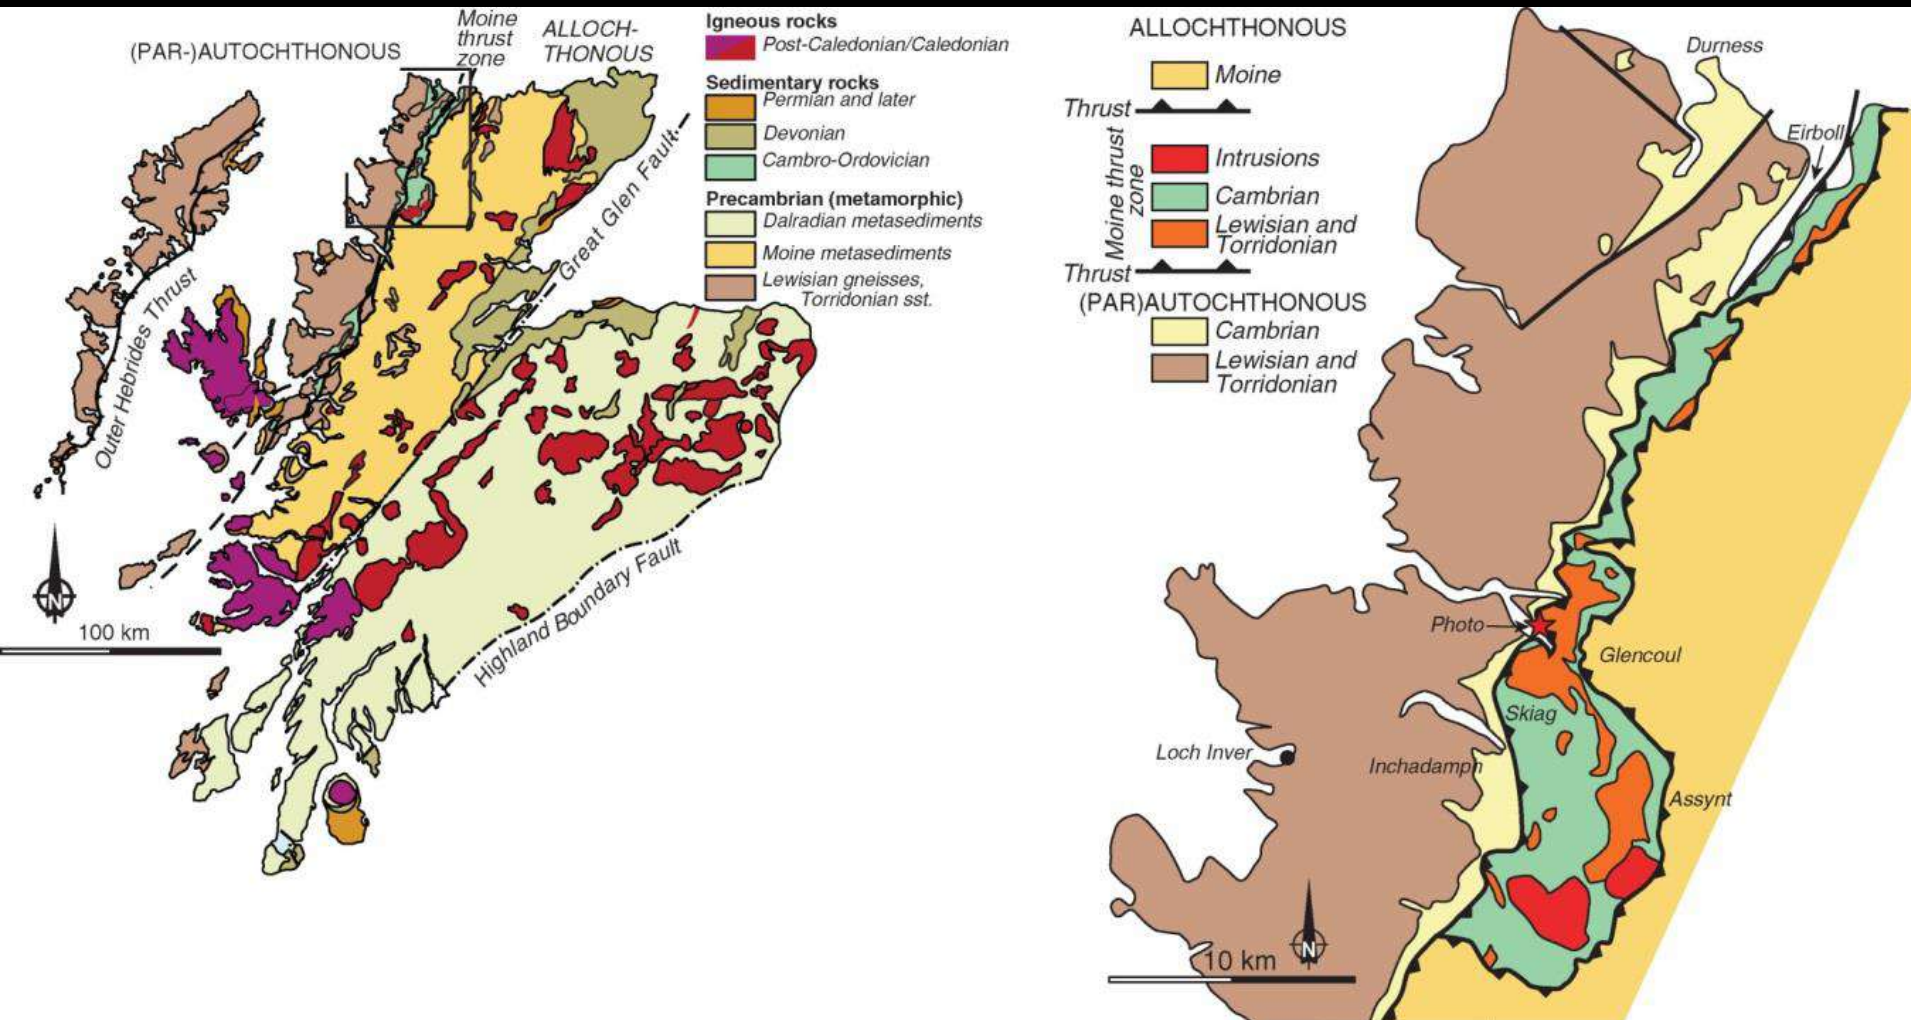 (PAR-)AUTOCHTHONOUS
Moine
thrust
zone
ALLOCH-
THONOUS
Igneous rocks
Post-Caledonian/Caledonian
Sedimentary rocks
Permian and later
Devonian
Cambro-Ordovician
Precambrian (metamorphic)
Dalradian metasediments
Moine metasediments
Lewisian gneisses,
Torridonian sst.
Great Glen Fault
Outer Hebrides Thrust
Highland Boundary Fault
N
100 km
ALLOCHTHONOUS
Moine
Thrust
Moine thrust
zone
Intrusions
Cambrian
Lewisian and
Torridonian
Thrust
(PAR)AUTOCHTHONOUS
Cambrian
Lewisian and
Torridonian
Durness
Eirboll
Photo
Glencoul
Skiag
Loch Inver
Inchadamph
Assynt
N
10 km